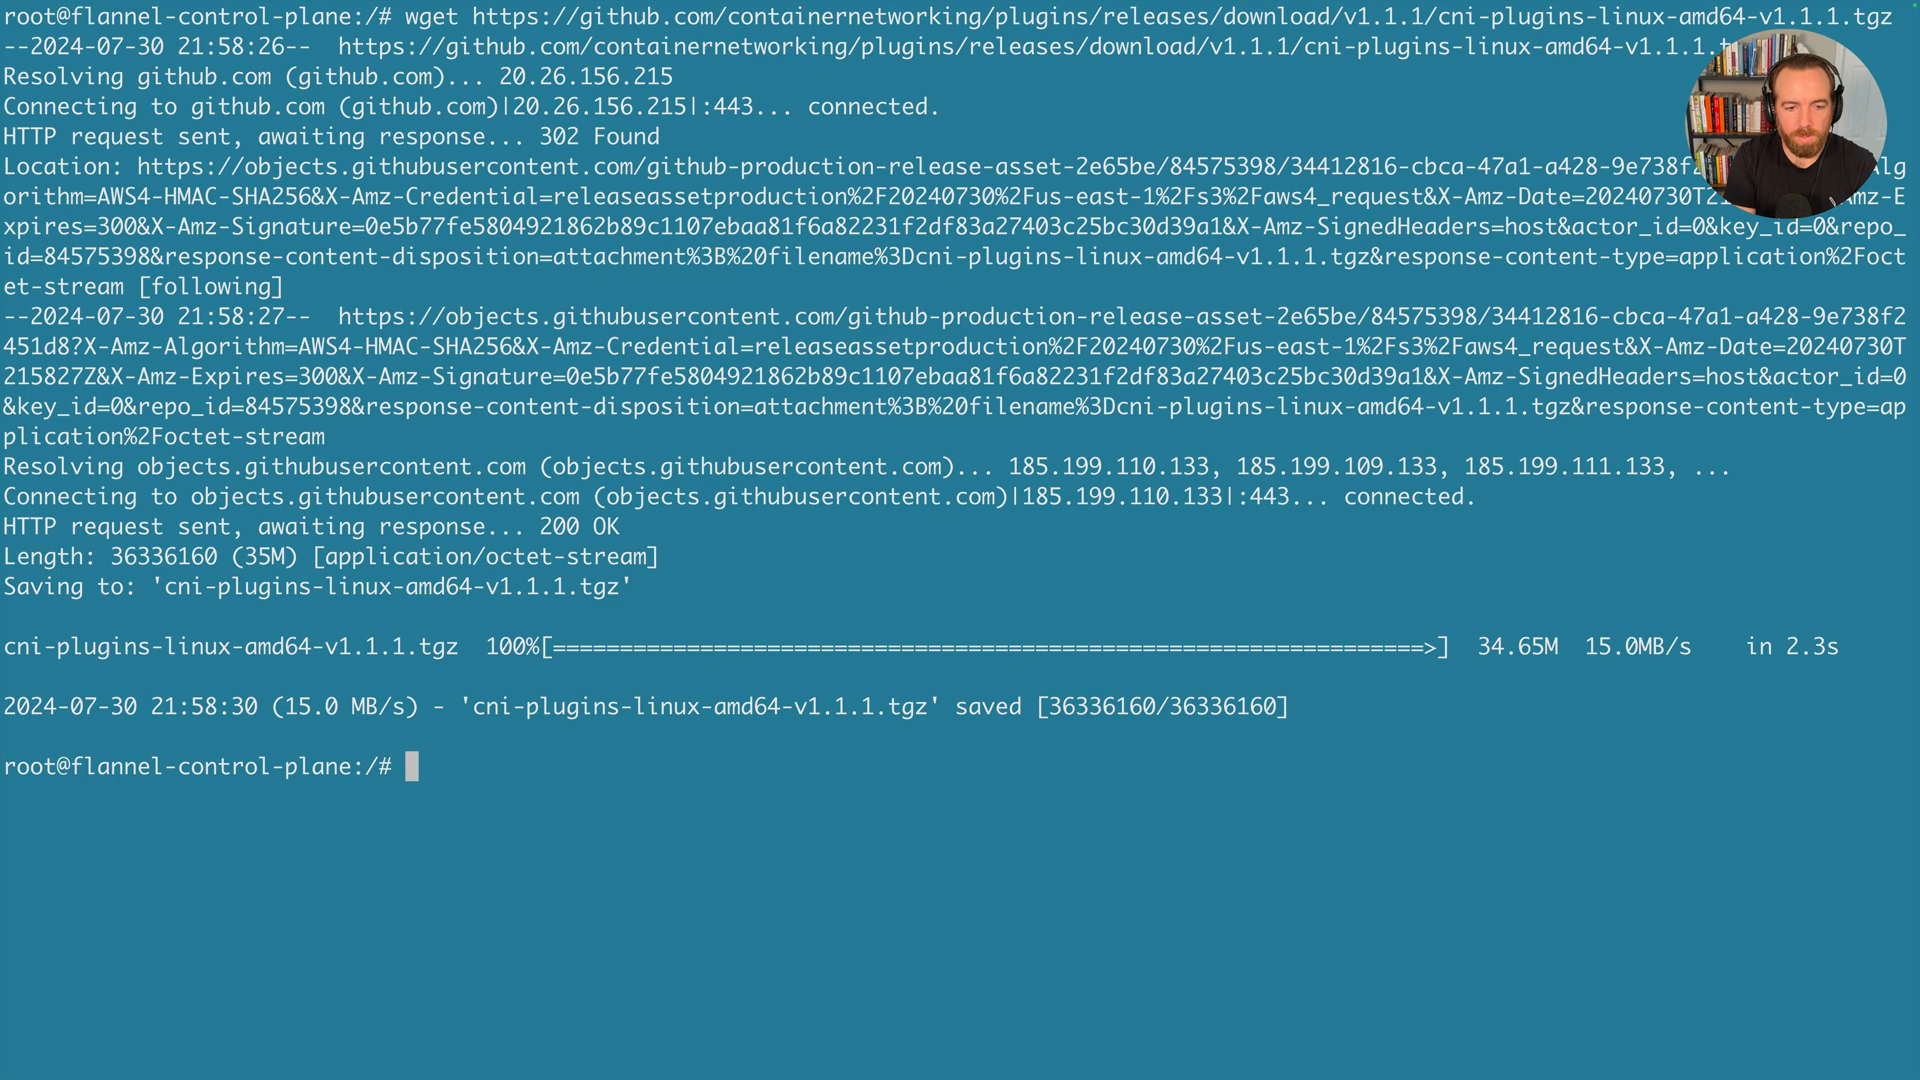 root@flannel-control-plane:/# wget https://github.com/containernetworking/plugins/releases/download/v1.1.1/cni-plugins-linux-amd64-v1.1.1.tgz
--2024-07-30 21:58:26--  https://github.com/containernetworking/plugins/releases/download/v1.1.1/cni-plugins-linux-amd64-v1.1.1.t
Resolving github.com (github.com)... 20.26.156.215
Connecting to github.com (github.com)|20.26.156.215|:443... connected.
HTTP request sent, awaiting response... 302 Found
Location: https://objects.githubusercontent.com/github-production-release-asset-2e65be/84575398/34412816-cbca-47a1-a428-9e738f2 lg
orithm=AWS4-HMAC-SHA256&X-Amz-Credential=releaseassetproduction%2F20240730%2Fus-east-1%2Fs3%2Faws4_request&X-Amz-Date=20240730T2 Amz-E
xpires=300&X-Amz-Signature=0e5b77fe5804921862b89c1107ebaa81f6a82231f2df83a27403c25bc30d39a1&X-Amz-SignedHeaders=host&actor_id=0&key_id=0&repo_
id=84575398&response-content-disposition=attachment%3B%20filename%3Dcni-plugins-linux-amd64-v1.1.1.tgz&response-content-type=application%2Foct
et-stream [following]
--2024-07-30 21:58:27--  https://objects.githubusercontent.com/github-production-release-asset-2e65be/84575398/34412816-cbca-47a1-a428-9e738f2
451d8?X-Amz-Algorithm=AWS4-HMAC-SHA256&X-Amz-Credential=releaseassetproduction%2F20240730%2Fus-east-1%2Fs3%2Faws4_request&X-Amz-Date=20240730T
215827Z&X-Amz-Expires=300&X-Amz-Signature=0e5b77fe5804921862b89c1107ebaa81f6a82231f2df83a27403c25bc30d39a1&X-Amz-SignedHeaders=host&actor_id=0
&key_id=0&repo_id=84575398&response-content-disposition=attachment%3B%20filename%3Dcni-plugins-linux-amd64-v1.1.1.tgz&response-content-type=ap
plication%2Foctet-stream
Resolving objects.githubusercontent.com (objects.githubusercontent.com)... 185.199.110.133, 185.199.109.133, 185.199.111.133, ...
Connecting to objects.githubusercontent.com (objects.githubusercontent.com)|185.199.110.133|:443... connected.
HTTP request sent, awaiting response... 200 OK
Length: 36336160 (35M) [application/octet-stream]
Saving to: 'cni-plugins-linux-amd64-v1.1.1.tgz'
cni-plugins-linux-amd64-v1.1.1.tgz  100%[=================================================================>]  34.65M  15.0MB/s    in 2.3s
2024-07-30 21:58:30 (15.0 MB/s) - 'cni-plugins-linux-amd64-v1.1.1.tgz' saved [36336160/36336160]
root@flannel-control-plane:/#